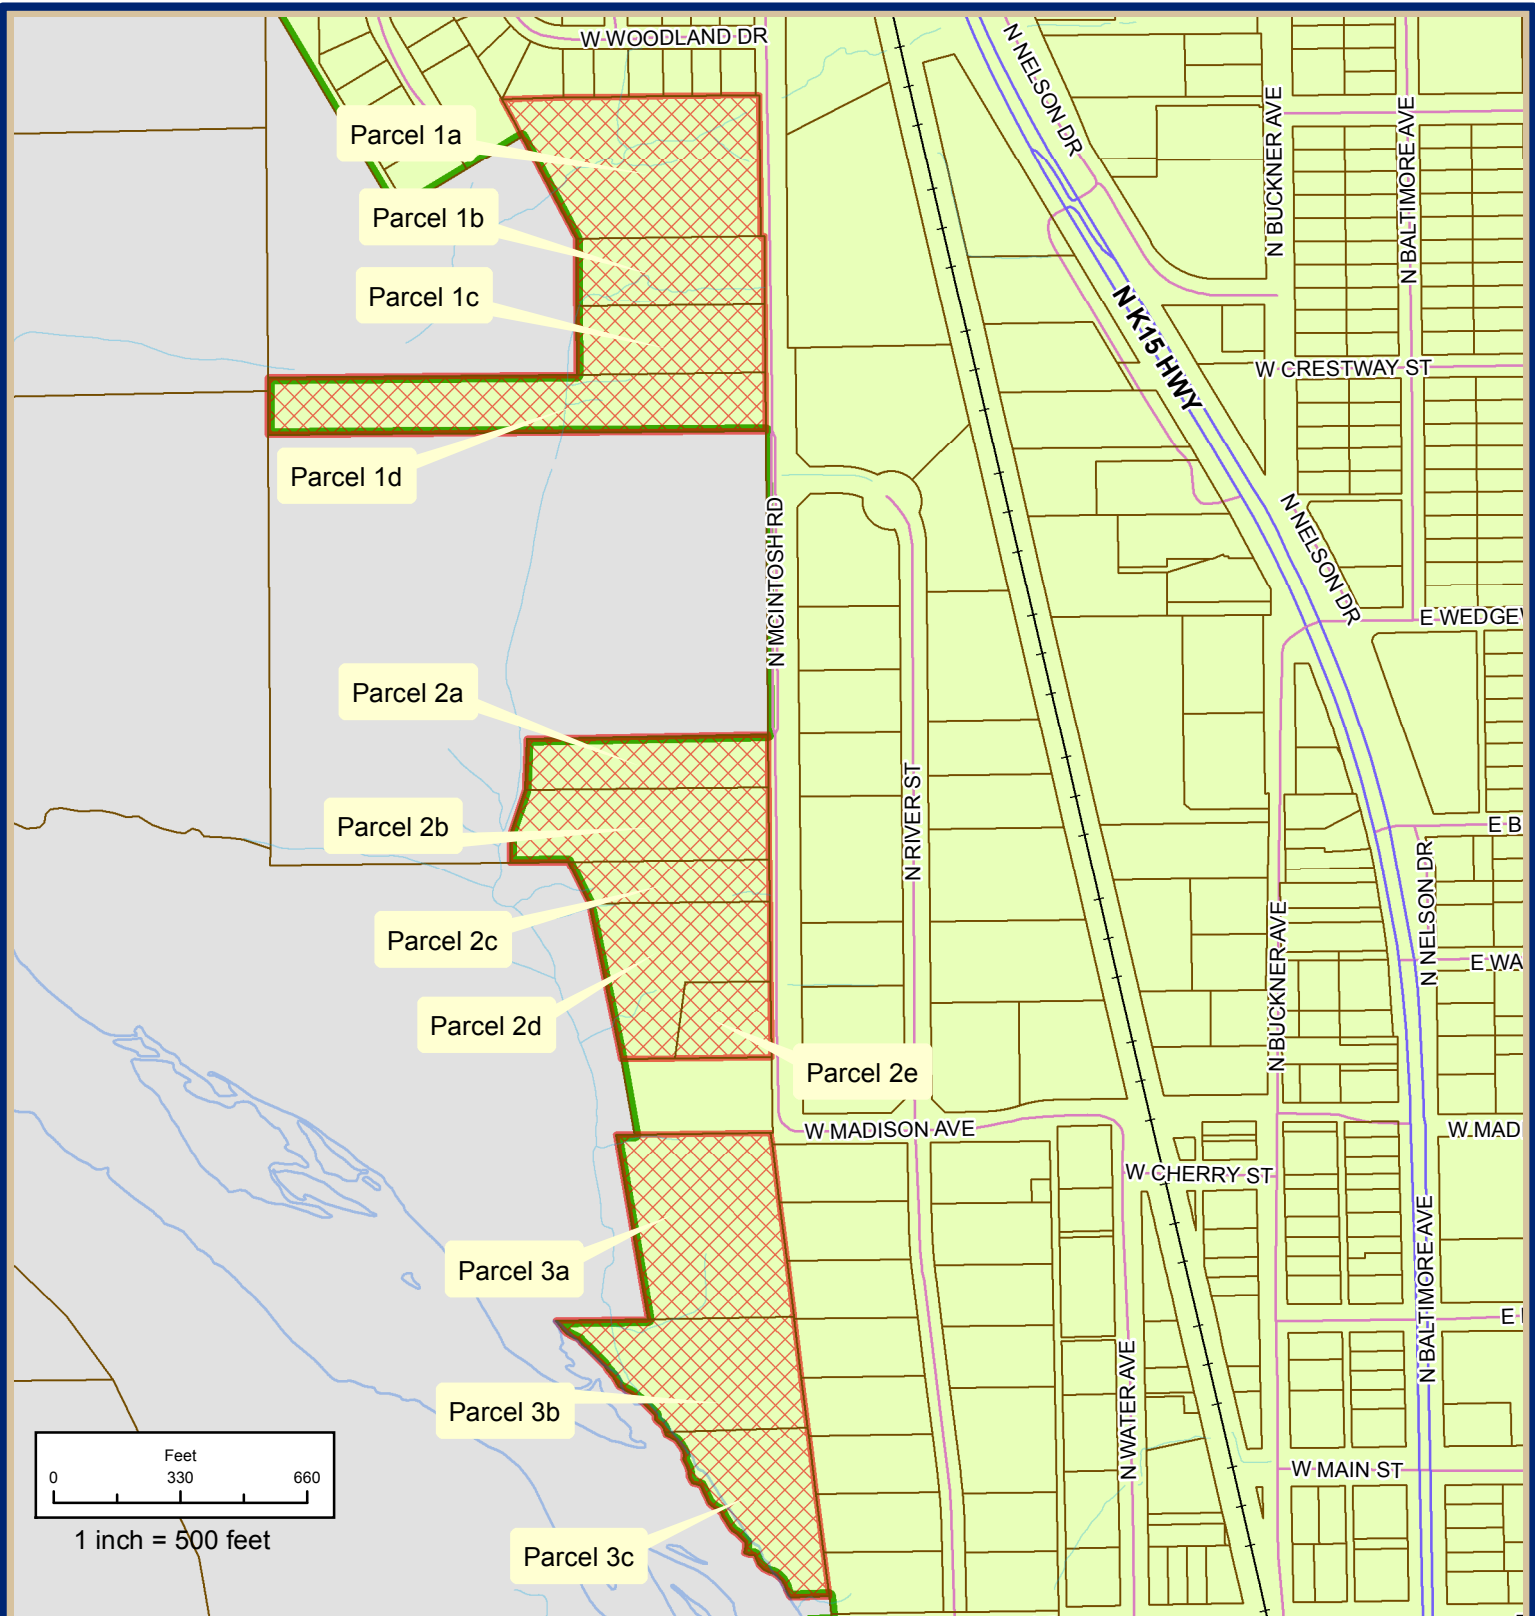 W WOODLAND DR
N NELSON DR
N BUCKNER AVE
N BALTIMORE AVE
Parcel 1a
Parcel 1b
Parcel 1c
N K15 HWY
W CRESTWAY ST
Parcel 1d
N MCINTOSH RD
N NELSON DR
E WEDGEW
Parcel 2a
Parcel 2b
N RIVER ST
E B
N NELSON DR
Parcel 2c
N BUCKNER AVE
E WA
Parcel 2d
Parcel 2e
W MADISON AVE
W MAD
W CHERRY ST
Parcel 3a
N BALTIMORE AVE
E
Parcel 3b
N WATER AVE
Feet
0 330 660
1 inch = 500 feet
W MAIN ST
Parcel 3c